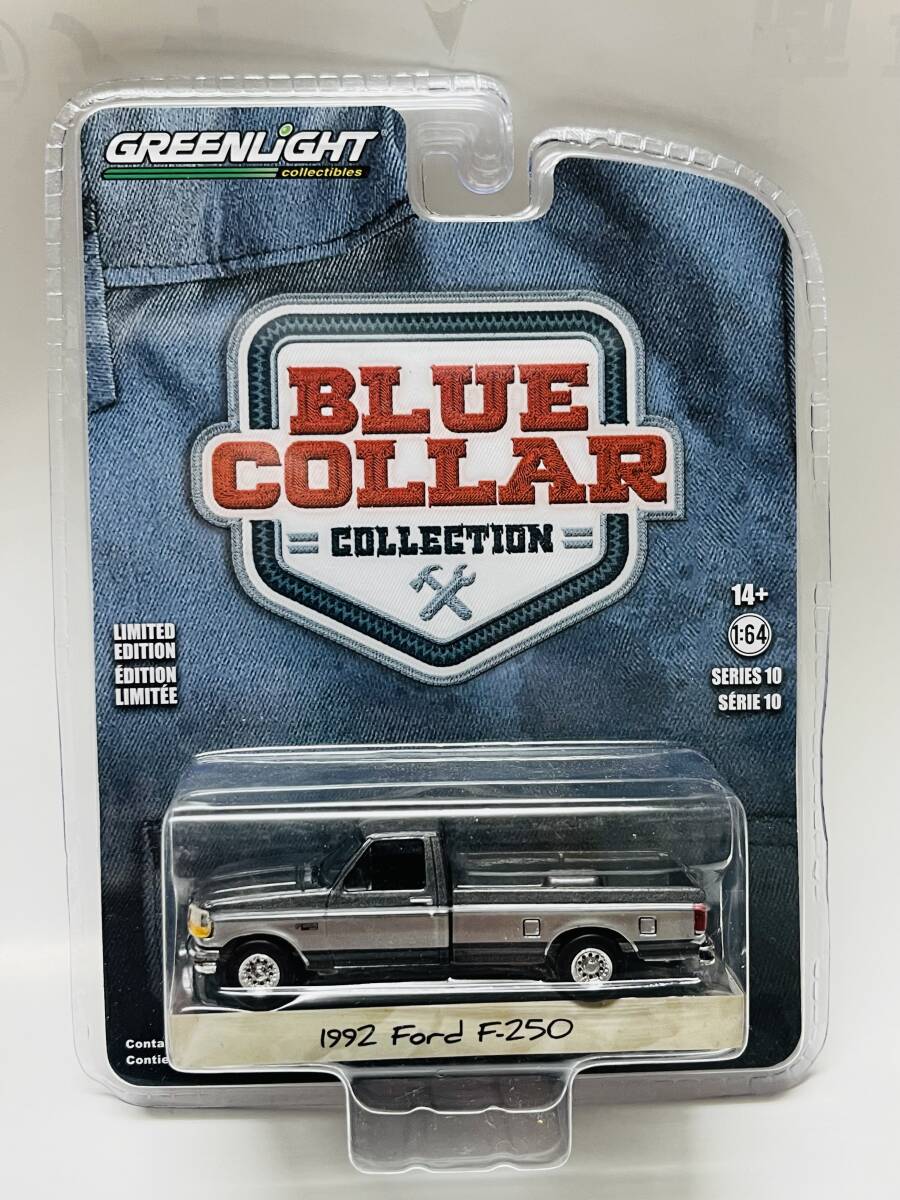 GREENLiGHT
collectibles
BLUE
COLLAR
COLLECTION
14+
1:64
SERIES 10
SÉRIE 10
LIMITED
EDITION
ÉDITION
LIMITÉE
Conta
Contie
1992 Ford F-250